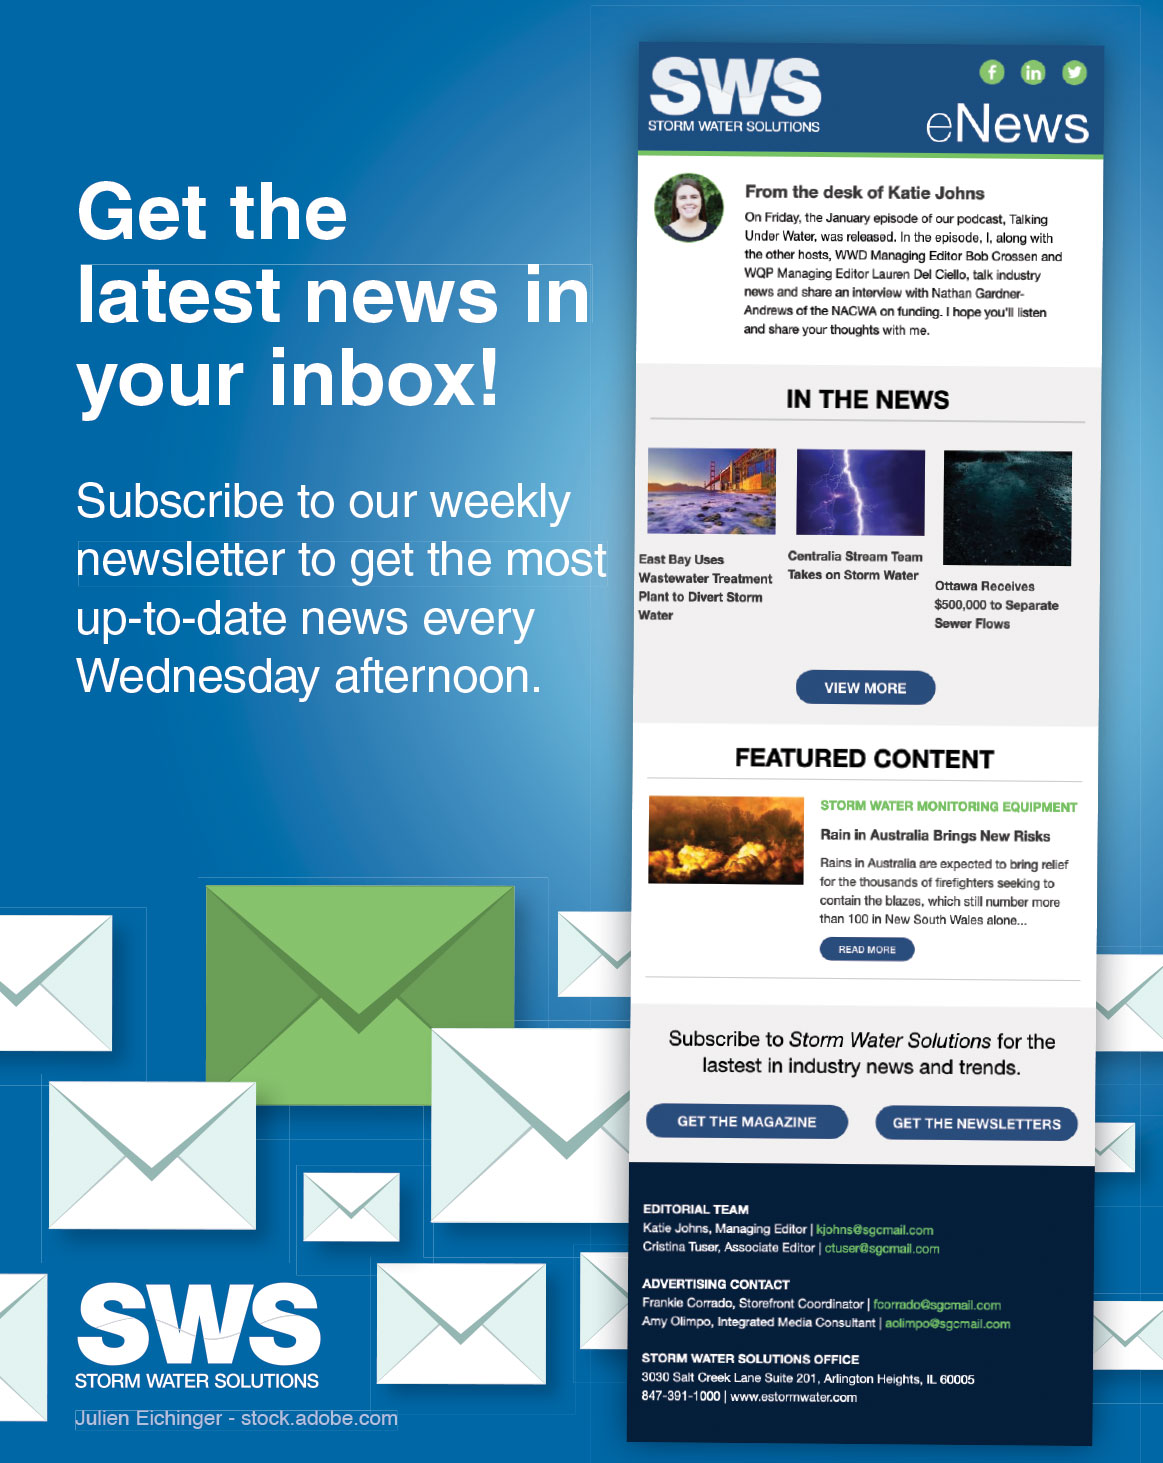 Get the
latest news in
your inbox!
Subscribe to our weekly
newsletter to get the most
up-to-date news every
Wednesday afternoon.
SWS
STORM WATER SOLUTIONS
Julien Eichinger - stock.adobe.com
SWS
STORM WATER SOLUTIONS
f in
eNews
From the desk of Katie Johns
On Friday, the January episode of our podcast, Talking
Under Water, was released. In the episode, I, along with
the other hosts, WWD Managing Editor Bob Crossen and
WQP Managing Editor Lauren Del Ciello, talk industry
news and share an interview with Nathan Gardner-
Andrews of the NACWA on funding. I hope you'll listen
and share your thoughts with me.
IN THE NEWS
East Bay Uses
Wastewater Treatment
Plant to Divert Storm
Water
Centralia Stream Team
Takes on Storm Water
Ottawa Receives
$500,000 to Separate
Sewer Flows
VIEW MORE
FEATURED CONTENT
STORM WATER MONITORING EQUIPMENT
Rain in Australia Brings New Risks
Rains in Australia are expected to bring relief
for the thousands of firefighters seeking to
contain the blazes, which still number more
than 100 in New South Wales alone...
READ MORE
Subscribe to Storm Water Solutions for the
lastest in industry news and trends.
GET THE MAGAZINE
GET THE NEWSLETTERS
EDITORIAL TEAM
Katie Johns, Managing Editor | kjohns@sgcmail.com
Cristina Tuser, Associate Editor | ctuser@sgcmail.com
ADVERTISING CONTACT
Frankie Corrado, Storefront Coordinator | fcorrado@sgcmail.com
Amy Olimpo, Integrated Media Consultant | aolimpo@sgcmail.com
STORM WATER SOLUTIONS OFFICE
3030 Salt Creek Lane Suite 201, Arlington Heights, IL 60005
847-391-1000 | www.estormwater.com